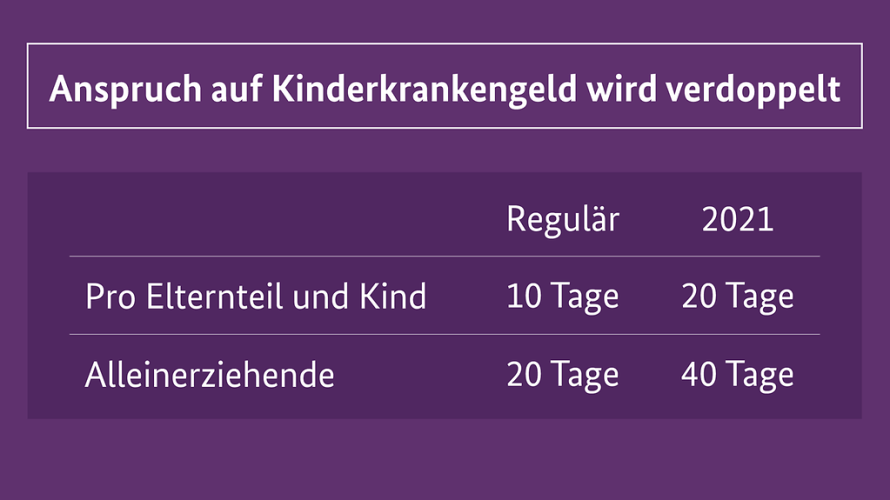 Anspruch auf Kinderkrankengeld wird verdoppelt
Regulär 2021
Pro Elternteil und Kind 10 Tage 20 Tage
Alleinerziehende 20 Tage 40 Tage